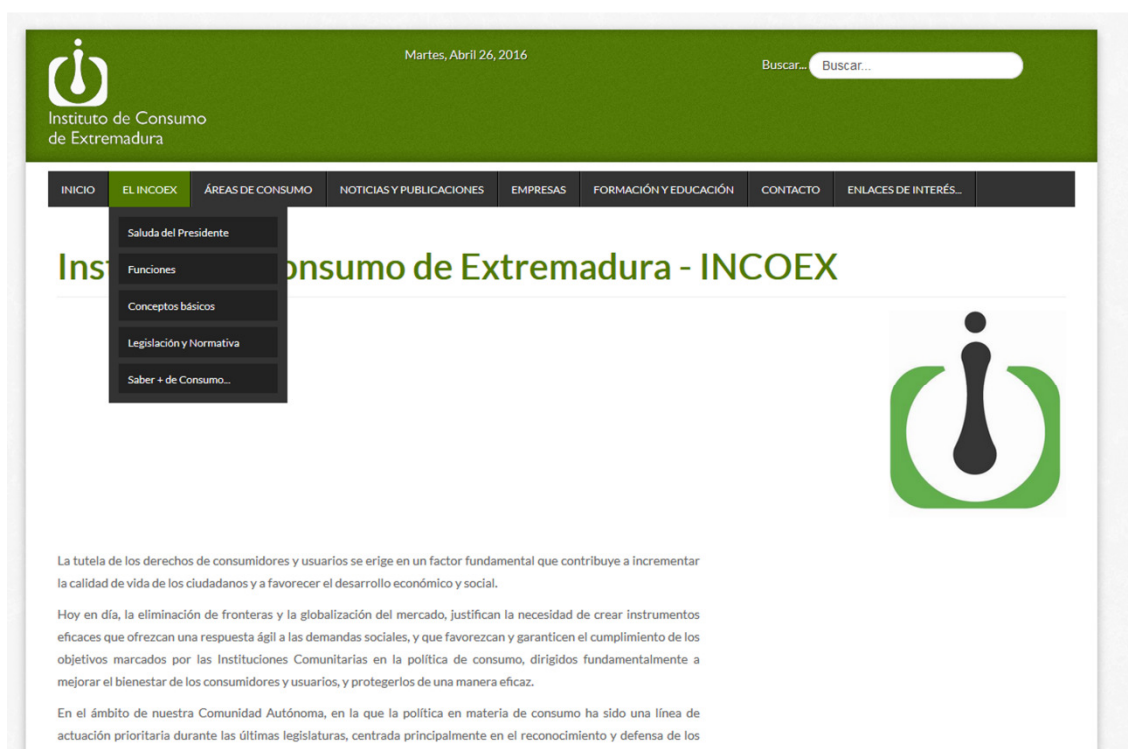 Martes, Abril 26, 2016
Buscar... Buscar...
Instituto de Consumo
de Extremadura
INICIO EL INCOEX ÁREAS DE CONSUMO NOTICIAS Y PUBLICACIONES EMPRESAS FORMACIÓN Y EDUCACIÓN CONTACTO ENLACES DE INTERÉS...
Saluda del Presidente
Funciones
Conceptos básicos
Legislación y Normativa
Saber + de Consumo...
Ins onsumo de Extremadura - INCOEX
La tutela de los derechos de consumidores y usuarios se erige en un factor fundamental que contribuye a incrementar
la calidad de vida de los ciudadanos y a favorecer el desarrollo económico y social.
Hoy en día, la eliminación de fronteras y la globalización del mercado, justifican la necesidad de crear instrumentos
eficaces que ofrezcan una respuesta ágil a las demandas sociales, y que favorezcan y garanticen el cumplimiento de los
objetivos marcados por las Instituciones Comunitarias en la política de consumo, dirigidos fundamentalmente a
mejorar el bienestar de los consumidores y usuarios, y protegerlos de una manera eficaz.
En el ámbito de nuestra Comunidad Autónoma, en la que la política en materia de consumo ha sido una línea de
actuación prioritaria durante las últimas legislaturas, centrada principalmente en el reconocimiento y defensa de los